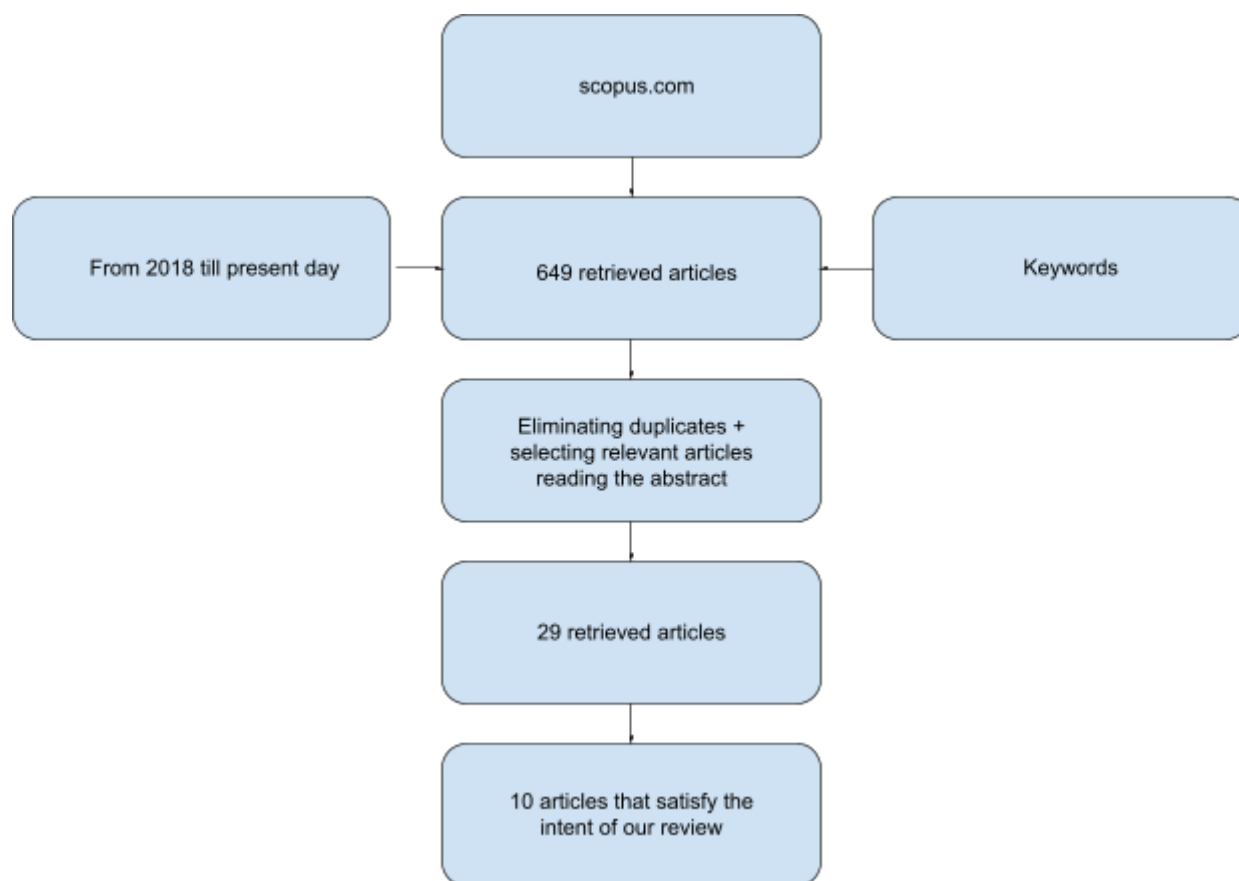 scopus.com
From 2018 till present day
649 retrieved articles
Keywords
Eliminating duplicates +
selecting relevant articles
reading the abstract
29 retrieved articles
10 articles that satisfy the
intent of our review